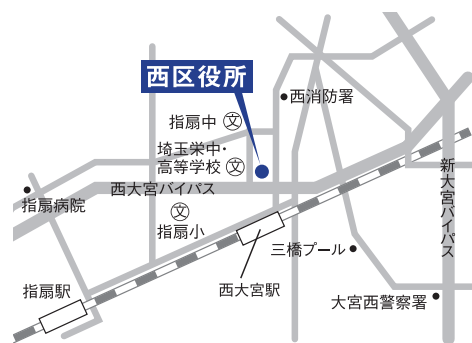 西区役所
西消防署
指扇中
文
埼玉栄中・
高等学校
文
新大宮バイパス
西大宮バイパス
指扇病院
文
指扇小
三橋プール
指扇駅
西大宮駅
大宮西警察署